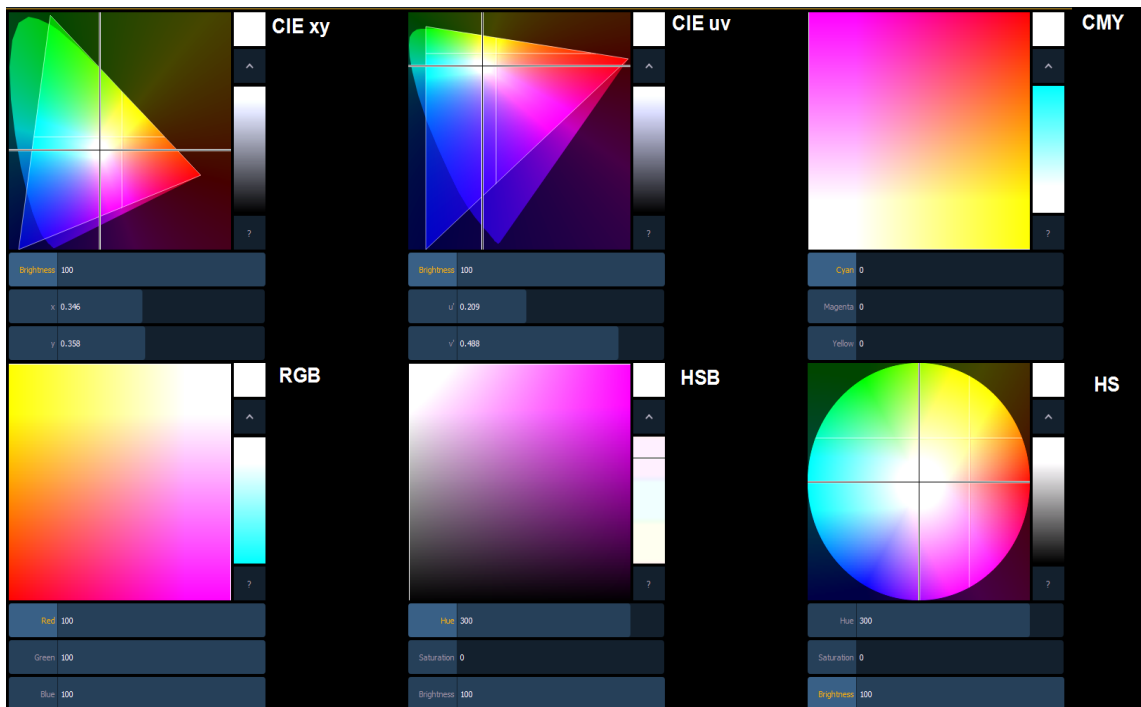 CIE xy
CIE uv
CMY
^
^
^
?
?
?
Brightness 100
Brightness 100
Cyan 0
x 0.346
u' 0.209
Magenta 0
y 0.358
v' 0.488
Yellow 0
RGB
HSB
HS
^
^
^
?
?
?
Red 100
Hue 300
Hue 300
Green 100
Saturation 0
Saturation 0
Blue 100
Brightness 100
Brightness 100